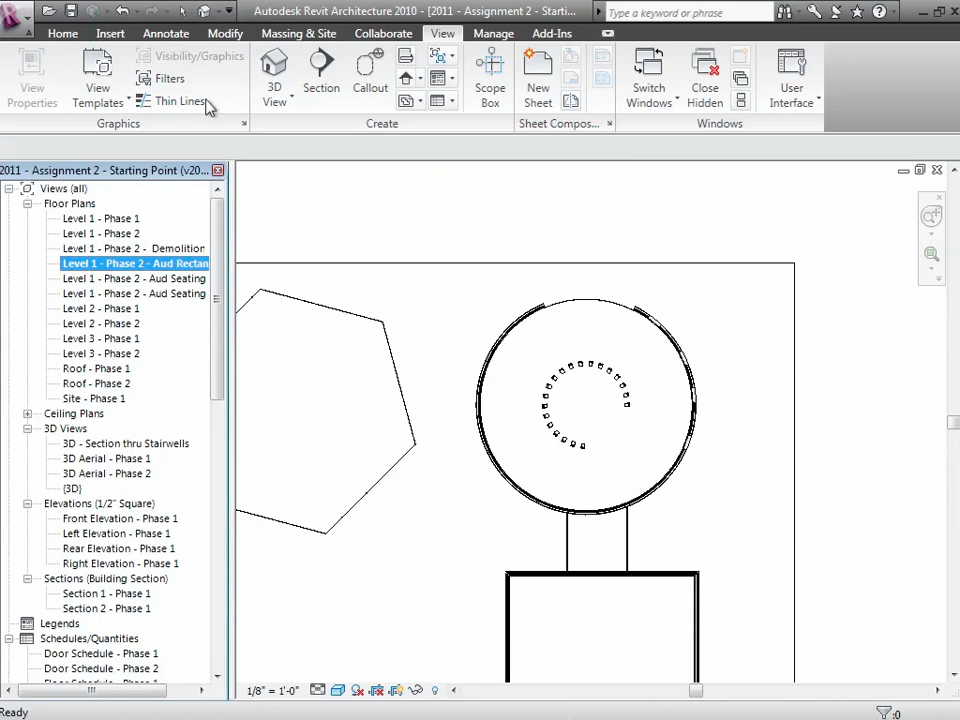 Autodesk Revit Architecture 2010 - [2011 - Assignment 2 - Starti...
Type a keyword or phrase
Home Insert Annotate Modify Massing & Site Collaborate View Manage Add-Ins
View Properties
View Templates
Visibility/Graphics
Filters
Thin Lines
3D View
Section
Callout
Scope Box
New Sheet
Switch Windows
Close Hidden
User Interface
Graphics Create Sheet Compos... Windows
2011 - Assignment 2 - Starting Point (v20...
Views (all)
Floor Plans
Level 1 - Phase 1
Level 1 - Phase 2
Level 1 - Phase 2 - Demolition
Level 1 - Phase 2 - Aud Rectan
Level 1 - Phase 2 - Aud Seating
Level 1 - Phase 2 - Aud Seating
Level 2 - Phase 1
Level 2 - Phase 2
Level 3 - Phase 1
Level 3 - Phase 2
Roof - Phase 1
Roof - Phase 2
Site - Phase 1
Ceiling Plans
3D Views
3D - Section thru Stairwells
3D Aerial - Phase 1
3D Aerial - Phase 2
{3D}
Elevations (1/2" Square)
Front Elevation - Phase 1
Left Elevation - Phase 1
Rear Elevation - Phase 1
Right Elevation - Phase 1
Sections (Building Section)
Section 1 - Phase 1
Section 2 - Phase 1
Legends
Schedules/Quantities
Door Schedule - Phase 1
Door Schedule - Phase 2
1/8" = 1'-0"
Ready
:0